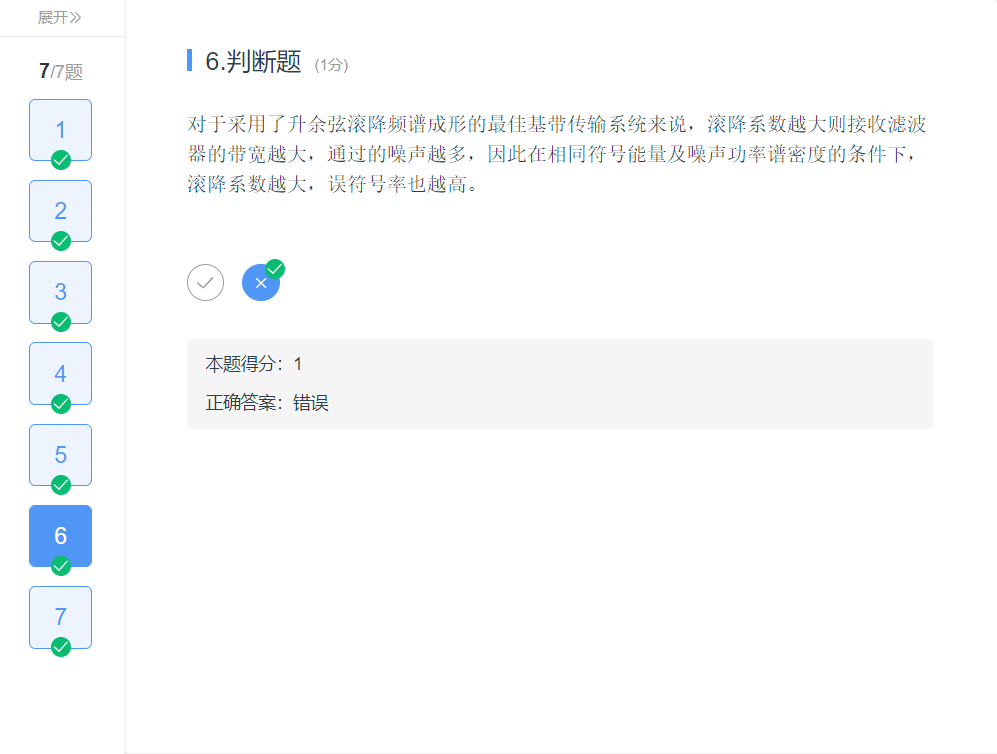 展开
7/7题
1
2
3
4
5
6
7
6.判断题 (1分)
对于采用了升余弦滚降频谱成形的最佳基带传输系统来说，滚降系数越大则接收滤波
器的带宽越大，通过的噪声越多，因此在相同符号能量及噪声功率谱密度的条件下，
滚降系数越大，误符号率也越高。
本题得分：1
正确答案：错误